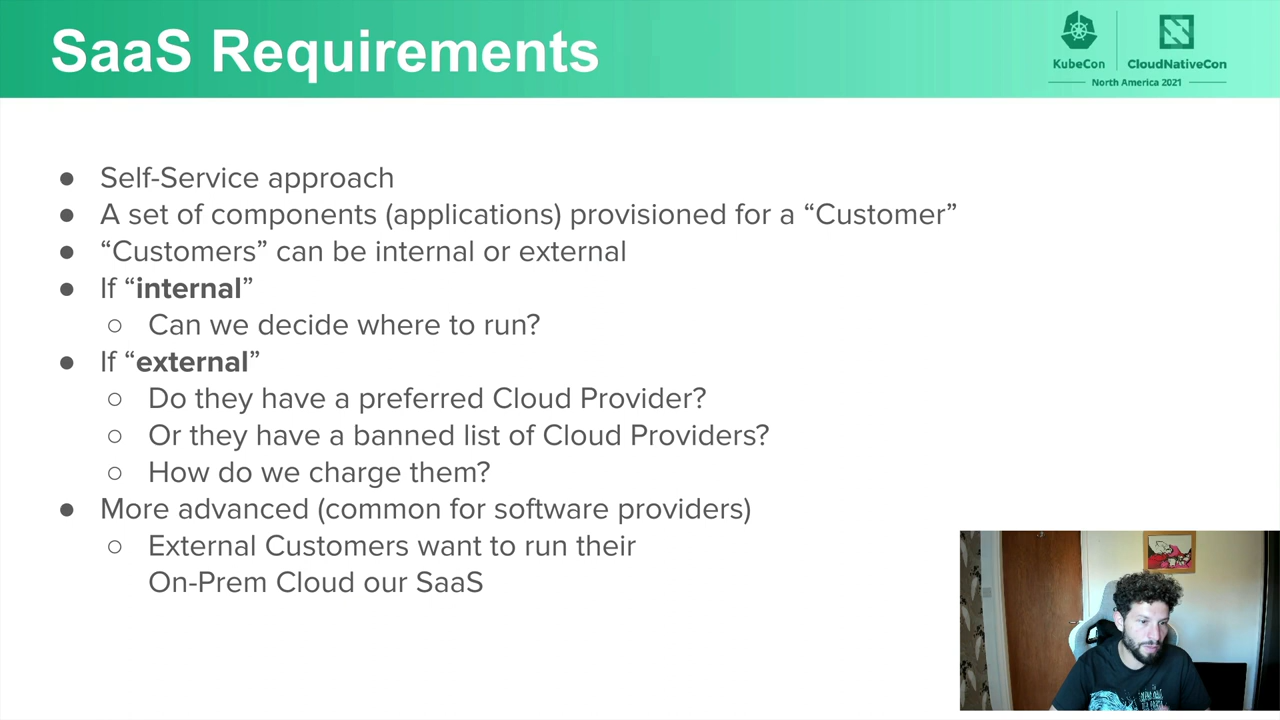 SaaS Requirements
KubeCon
CloudNativeCon
North America 2021
● Self-Service approach
● A set of components (applications) provisioned for a “Customer”
● “Customers” can be internal or external
● If “internal”
○ Can we decide where to run?
● If “external”
○ Do they have a preferred Cloud Provider?
○ Or they have a banned list of Cloud Providers?
○ How do we charge them?
● More advanced (common for software providers)
○ External Customers want to run their
On-Prem Cloud our SaaS